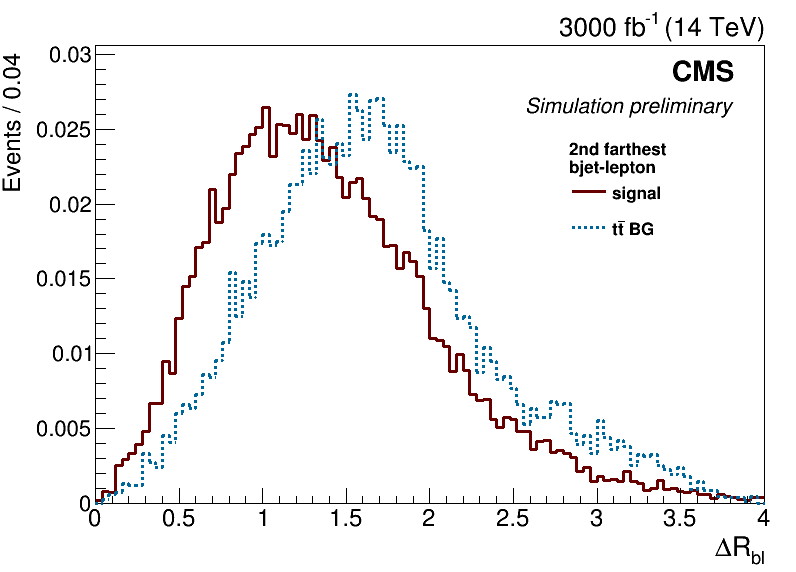 3000 fb⁻¹ (14 TeV)
CMS
Simulation preliminary
2nd farthest
bjet-lepton
signal
tt̄ BG
Events / 0.04
0.03
0.025
0.02
0.015
0.01
0.005
0
0 0.5 1 1.5 2 2.5 3 3.5 4
ΔR_bl